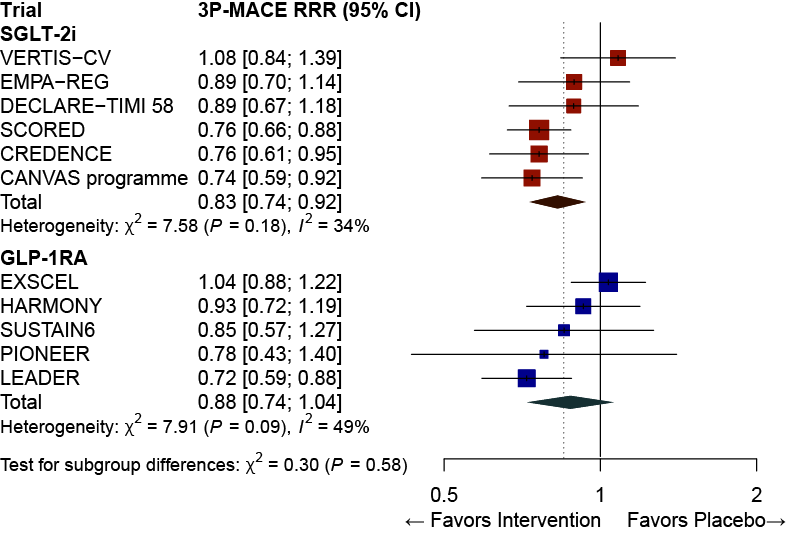 Trial 3P-MACE RRR (95% CI)
SGLT-2i
VERTIS−CV 1.08 [0.84; 1.39]
EMPA−REG 0.89 [0.70; 1.14]
DECLARE−TIMI 58 0.89 [0.67; 1.18]
SCORED 0.76 [0.66; 0.88]
CREDENCE 0.76 [0.61; 0.95]
CANVAS programme 0.74 [0.59; 0.92]
Total 0.83 [0.74; 0.92]
Heterogeneity: χ² = 7.58 (P = 0.18), I² = 34%
GLP-1RA
EXSCEL 1.04 [0.88; 1.22]
HARMONY 0.93 [0.72; 1.19]
SUSTAIN6 0.85 [0.57; 1.27]
PIONEER 0.78 [0.43; 1.40]
LEADER 0.72 [0.59; 0.88]
Total 0.88 [0.74; 1.04]
Heterogeneity: χ² = 7.91 (P = 0.09), I² = 49%
Test for subgroup differences: χ² = 0.30 (P = 0.58)
0.5 1 2
← Favors Intervention Favors Placebo→